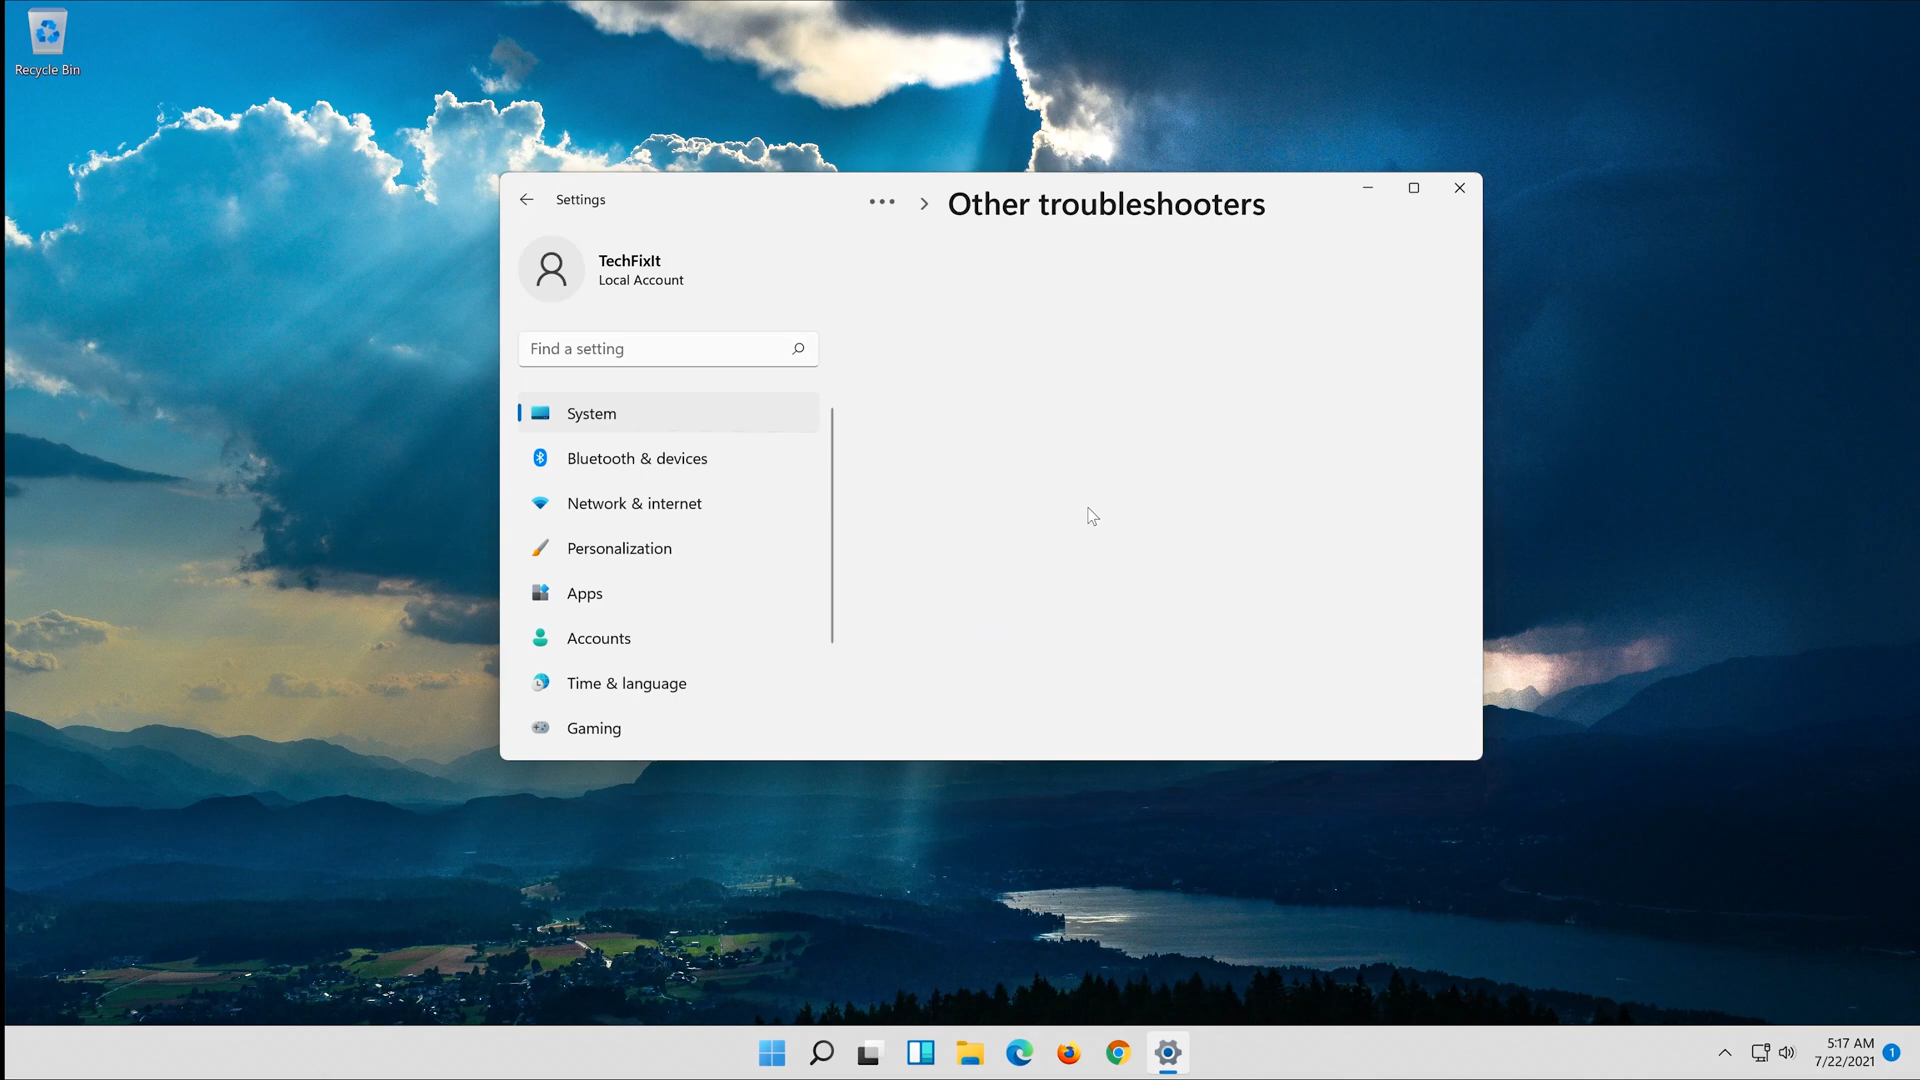 Recycle Bin
Settings
Other troubleshooters
TechFixIt
Local Account
Find a setting
System
Bluetooth & devices
Network & internet
Personalization
Apps
Accounts
Time & language
Gaming
5:17 AM
7/22/2021
1